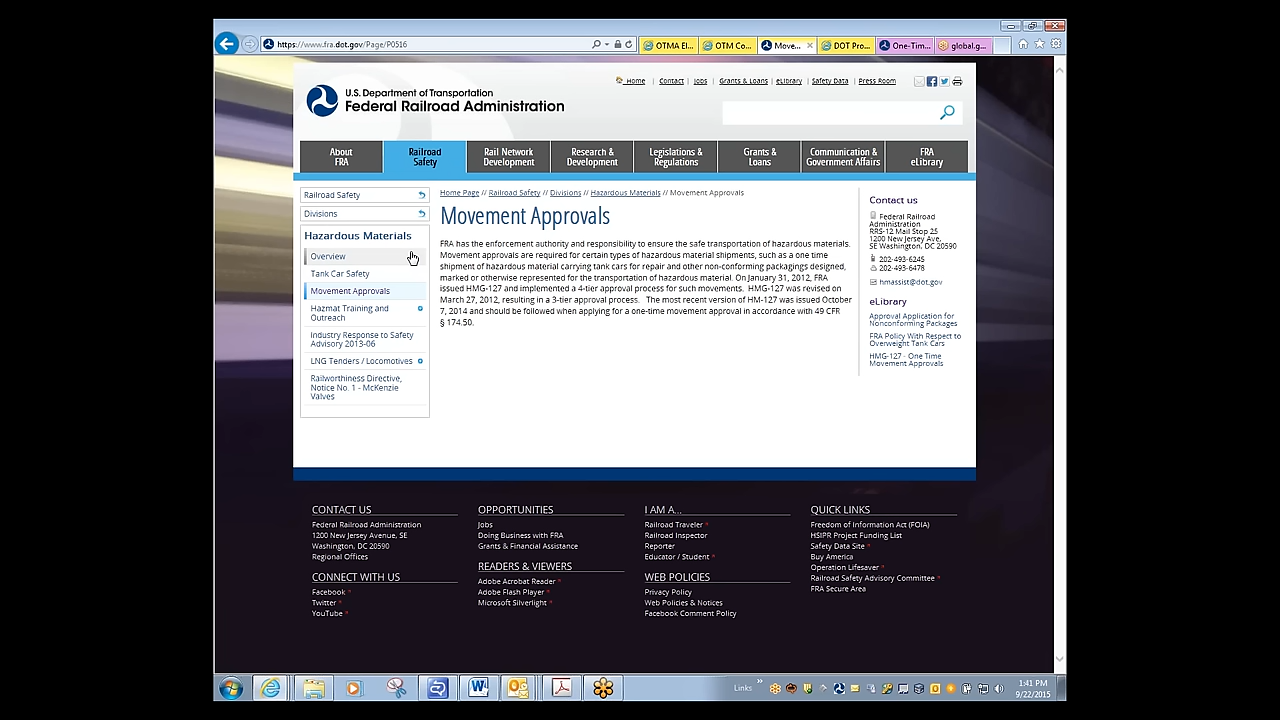 https://www.fra.dot.gov/Page/P0516
OTMA El...
OTM Co...
Move...
DOT Pro...
One-Tim...
global.g...
Home | Contact | Jobs | Grants & Loans | eLibrary | Safety Data | Press Room
U.S. Department of Transportation
Federal Railroad Administration
About FRA
Railroad Safety
Rail Network Development
Research & Development
Legislations & Regulations
Grants & Loans
Communication & Government Affairs
FRA eLibrary
Railroad Safety
Divisions
Hazardous Materials
Overview
Tank Car Safety
Movement Approvals
Hazmat Training and
Outreach
Industry Response to Safety
Advisory 2013-06
LNG Tenders / Locomotives
Railworthiness Directive,
Notice No. 1 - McKenzie
Valves
Home Page // Railroad Safety // Divisions // Hazardous Materials // Movement Approvals
Movement Approvals
FRA has the enforcement authority and responsibility to ensure the safe transportation of hazardous materials.
Movement approvals are required for certain types of hazardous material shipments, such as a one time
shipment of hazardous material carrying tank cars for repair and other non-conforming packagings designed,
marked or otherwise represented for the transportation of hazardous material. On January 31, 2012, FRA
issued HMG-127 and implemented a 4-tier approval process for such movements. HMG-127 was revised on
March 27, 2012, resulting in a 3-tier approval process. The most recent version of HM-127 was issued October
7, 2014 and should be followed when applying for a one-time movement approval in accordance with 49 CFR
§ 174.50.
Contact us
Federal Railroad
Administration
RRS-12 Mail Stop 25
1200 New Jersey Ave,
SE Washington, DC 20590
202-493-6245
202-493-6478
hmassist@dot.gov
eLibrary
Approval Application for
Nonconforming Packages
FRA Policy With Respect to
Overweight Tank Cars
HMG-127 - One Time
Movement Approvals
CONTACT US
Federal Railroad Administration
1200 New Jersey Avenue, SE
Washington, DC 20590
Regional Offices
CONNECT WITH US
Facebook
Twitter
YouTube
OPPORTUNITIES
Jobs
Doing Business with FRA
Grants & Financial Assistance
READERS & VIEWERS
Adobe Acrobat Reader
Adobe Flash Player
Microsoft Silverlight
I AM A...
Railroad Traveler
Railroad Inspector
Reporter
Educator / Student
WEB POLICIES
Privacy Policy
Web Policies & Notices
Facebook Comment Policy
QUICK LINKS
Freedom of Information Act (FOIA)
HSIPR Project Funding List
Safety Data Site
Buy America
Operation Lifesaver
Railroad Safety Advisory Committee
FRA Secure Area
Links
1:41 PM
9/22/2015